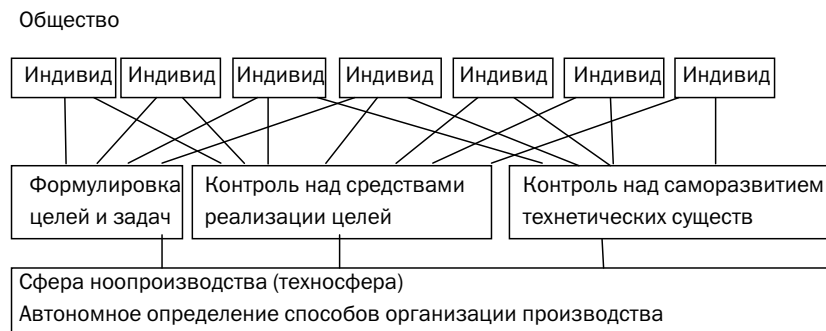 Общество
Индивид Индивид Индивид Индивид Индивид Индивид Индивид
Формулировка
целей и задач
Контроль над средствами
реализации целей
Контроль над саморазвитием
технетических существ
Сфера ноопроизводства (техносфера)
Автономное определение способов организации производства